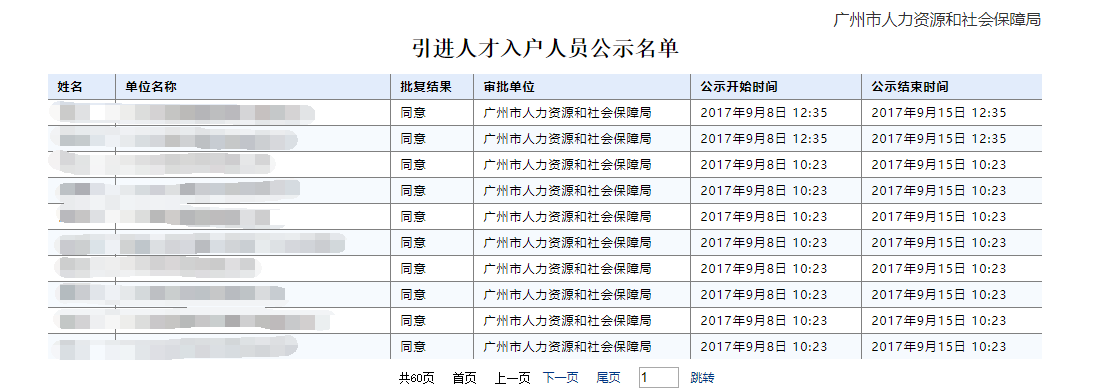 广州市人力资源和社会保障局
引进人才入户人员公示名单
姓名 单位名称 批复结果 审批单位 公示开始时间 公示结束时间
同意 广州市人力资源和社会保障局 2017年9月8日 12:35 2017年9月15日 12:35
同意 广州市人力资源和社会保障局 2017年9月8日 12:35 2017年9月15日 12:35
同意 广州市人力资源和社会保障局 2017年9月8日 10:23 2017年9月15日 10:23
同意 广州市人力资源和社会保障局 2017年9月8日 10:23 2017年9月15日 10:23
同意 广州市人力资源和社会保障局 2017年9月8日 10:23 2017年9月15日 10:23
同意 广州市人力资源和社会保障局 2017年9月8日 10:23 2017年9月15日 10:23
同意 广州市人力资源和社会保障局 2017年9月8日 10:23 2017年9月15日 10:23
同意 广州市人力资源和社会保障局 2017年9月8日 10:23 2017年9月15日 10:23
同意 广州市人力资源和社会保障局 2017年9月8日 10:23 2017年9月15日 10:23
同意 广州市人力资源和社会保障局 2017年9月8日 10:23 2017年9月15日 10:23
共60页 首页 上一页 下一页 尾页 1 跳转